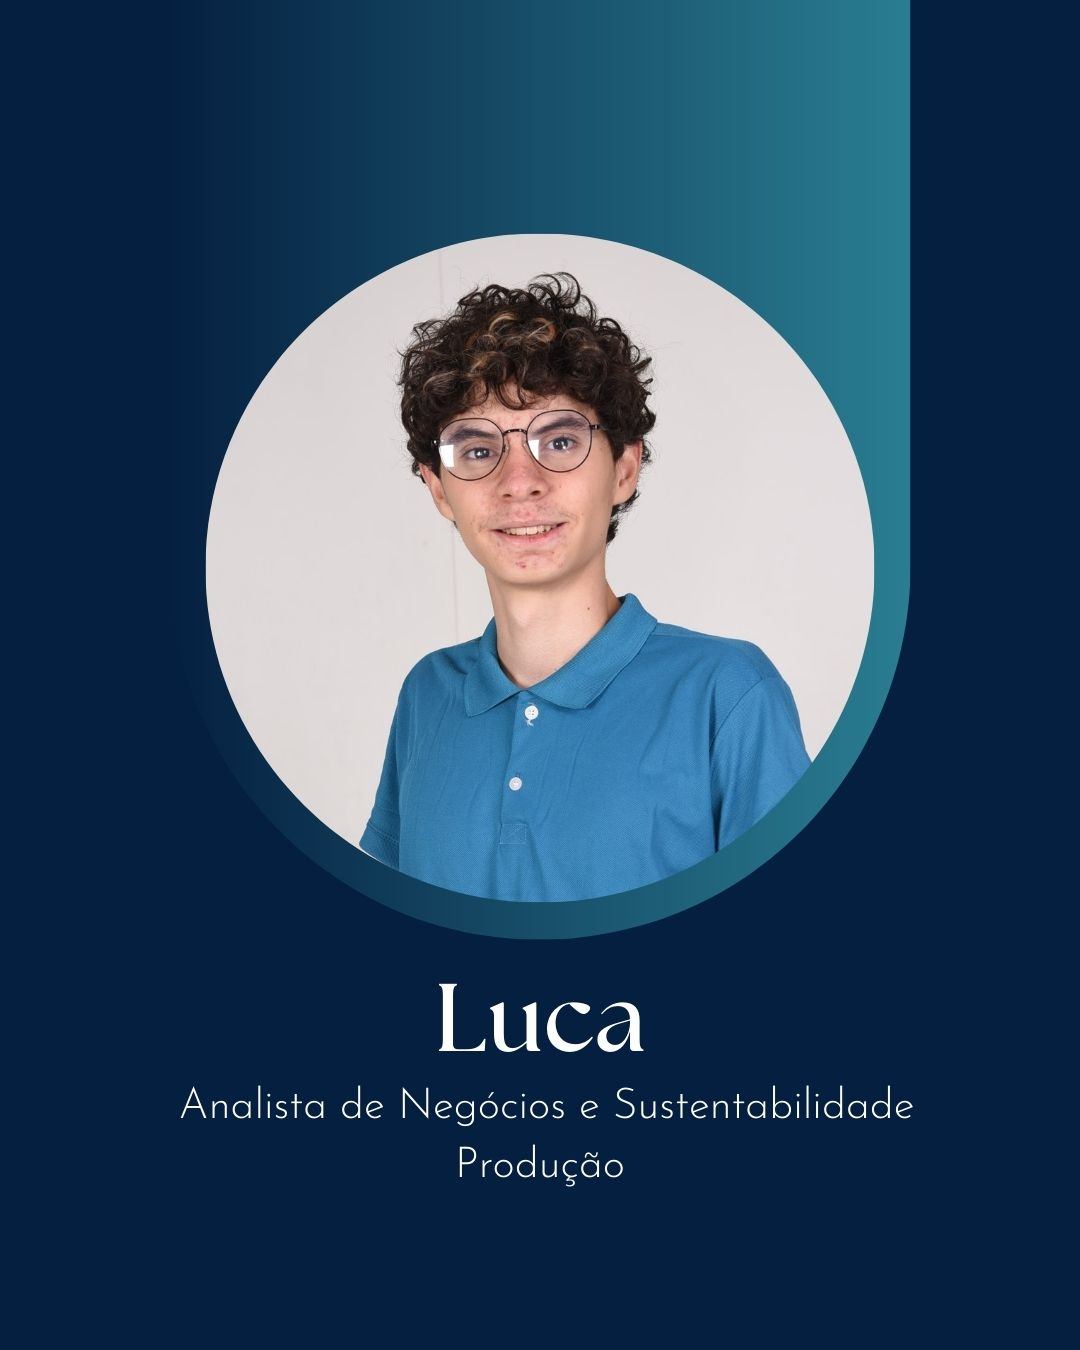 Luca
Analista de Negócios e Sustentabilidade
Produção